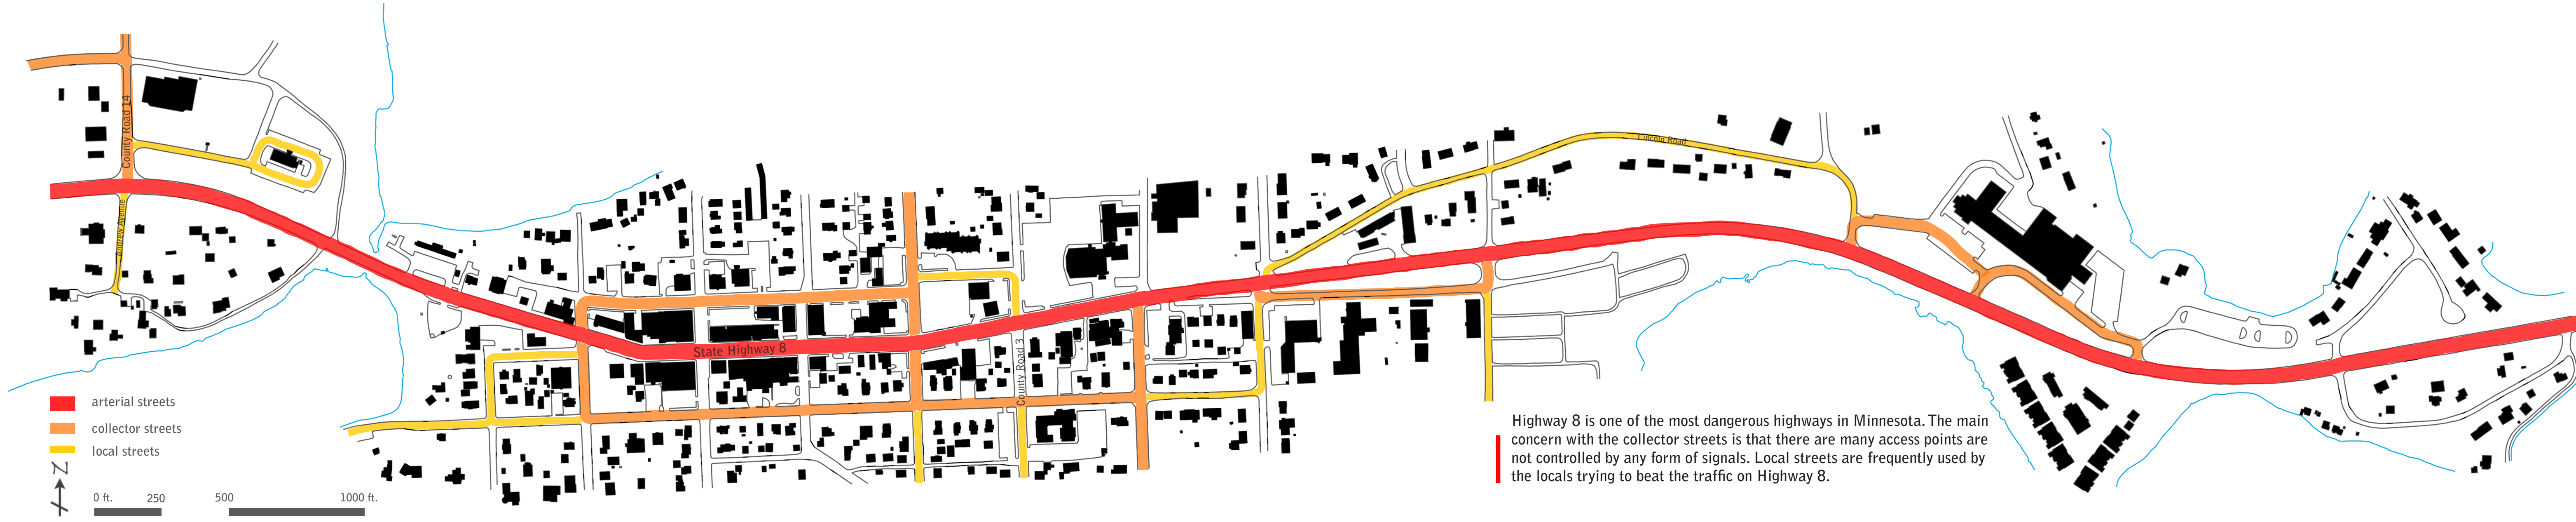 County Road 14
Andrew Avenue
State Highway 8
County Road 3
Lincoln Road
arterial streets
collector streets
local streets
N
0 ft. 250 500 1000 ft.
Highway 8 is one of the most dangerous highways in Minnesota. The main
concern with the collector streets is that there are many access points are
not controlled by any form of signals. Local streets are frequently used by
the locals trying to beat the traffic on Highway 8.